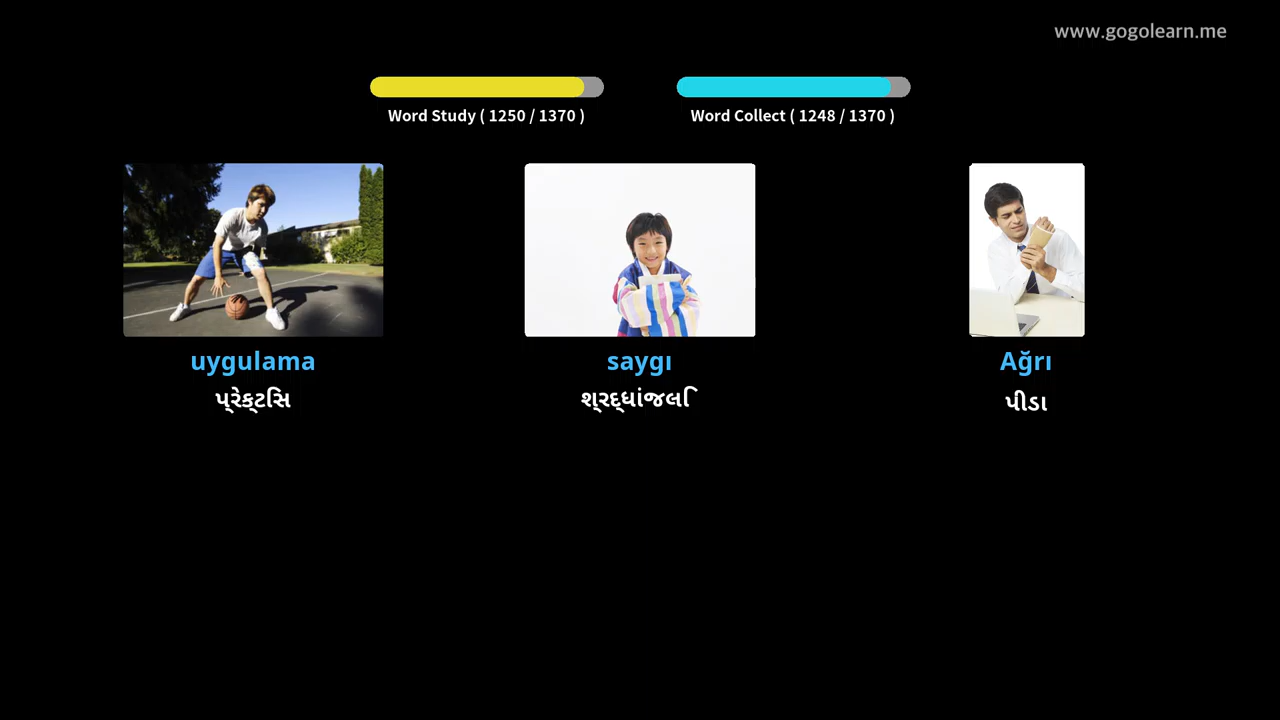 www.gogolearn.me
Word Study ( 1250 / 1370 )
Word Collect ( 1248 / 1370 )
uygulama
saygı
Ağrı
પ્રેક્ટિસ
શ્રદ્ધાંજલિ
પીડા